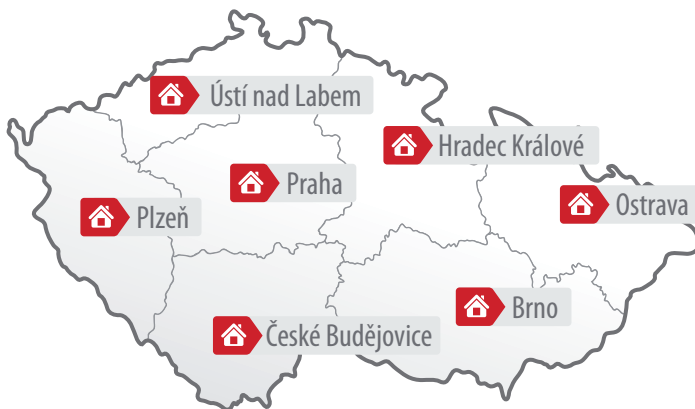 Ústí nad Labem
Hradec Králové
Praha
Ostrava
Plzeň
Brno
České Budějovice